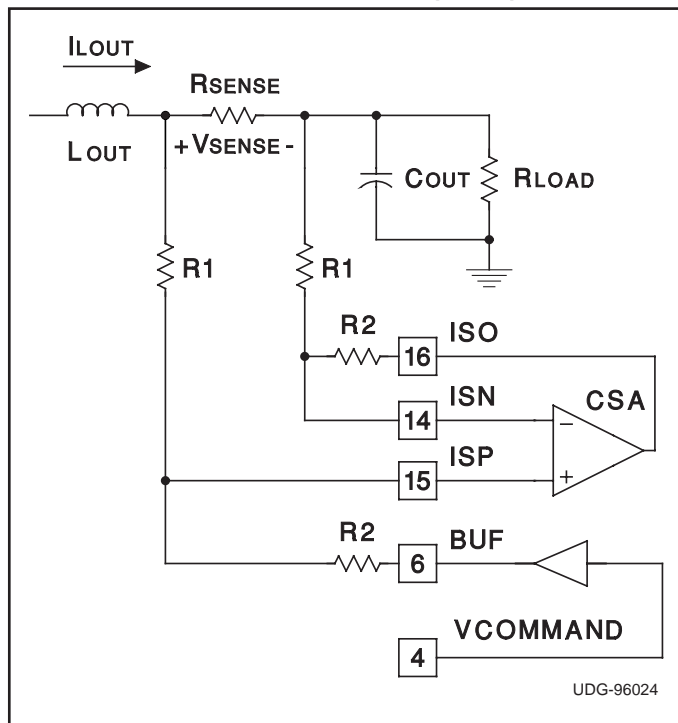 ILOUT
RSENSE
LOUT
+VSENSE-
COUT
RLOAD
R1
R1
R2
16
ISO
CSA
14
ISN
−
15
ISP
+
R2
6
BUF
VCOMMAND
4
UDG-96024